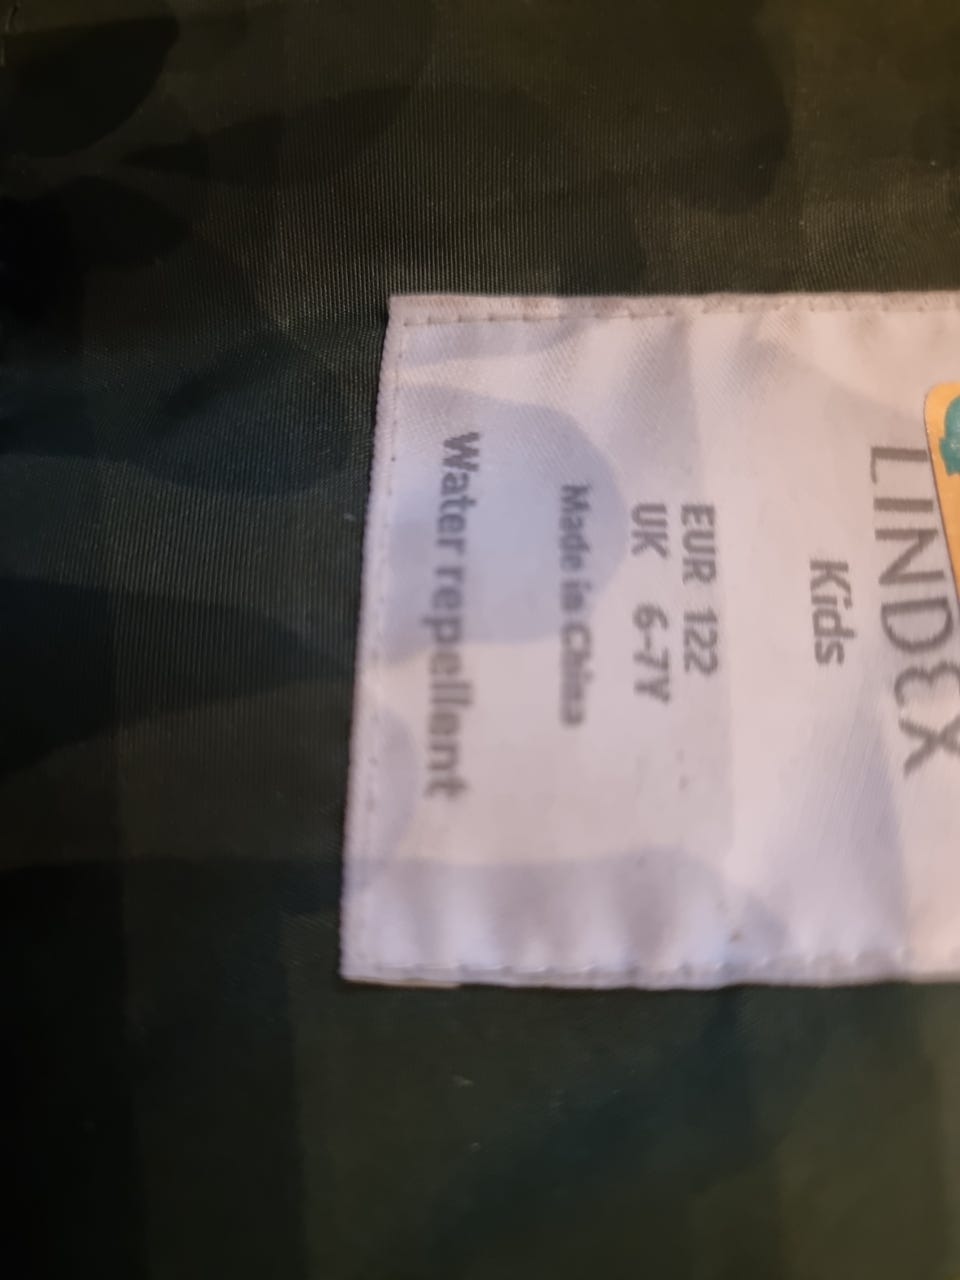 LINDEX
Kids
EUR 122
UK 6-7Y
Made in China
Water repellent